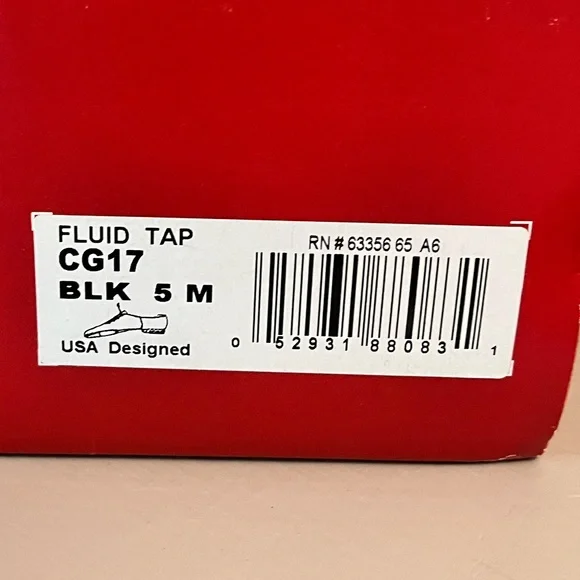 FLUID TAP
CG17
BLK 5 M
USA Designed
RN # 63356 65 A6
0 52931 88083 1